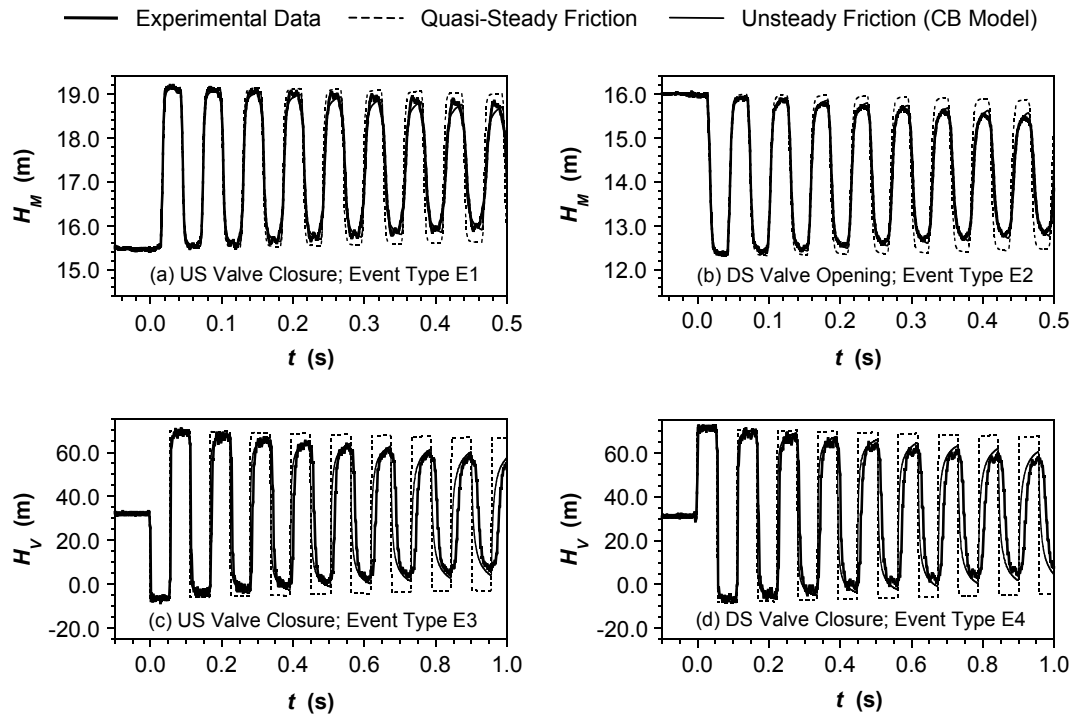 Experimental Data Quasi-Steady Friction Unsteady Friction (CB Model)
19.0
18.0
17.0
16.0
15.0
H_M (m)
(a) US Valve Closure; Event Type E1
0.0 0.1 0.2 0.3 0.4 0.5
t (s)
16.0
15.0
14.0
13.0
12.0
H_M (m)
(b) DS Valve Opening; Event Type E2
0.0 0.1 0.2 0.3 0.4 0.5
t (s)
60.0
40.0
20.0
0.0
-20.0
H_V (m)
(c) US Valve Closure; Event Type E3
0.0 0.2 0.4 0.6 0.8 1.0
t (s)
60.0
40.0
20.0
0.0
-20.0
H_V (m)
(d) DS Valve Closure; Event Type E4
0.0 0.2 0.4 0.6 0.8 1.0
t (s)